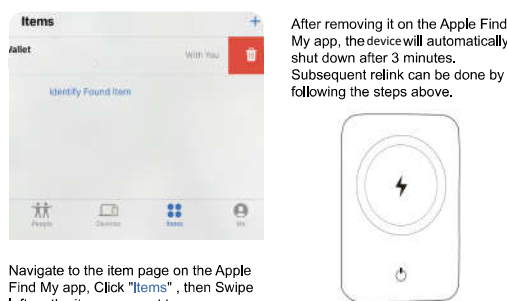 Items
+
With You
Identify Found Item
People
Devices
Items
Me
Navigate to the item page on the Apple
Find My app, Click "Items" , then Swipe
After removing it on the Apple Find
My app, the device will automatically
shut down after 3 minutes.
Subsequent relink can be done by
following the steps above.